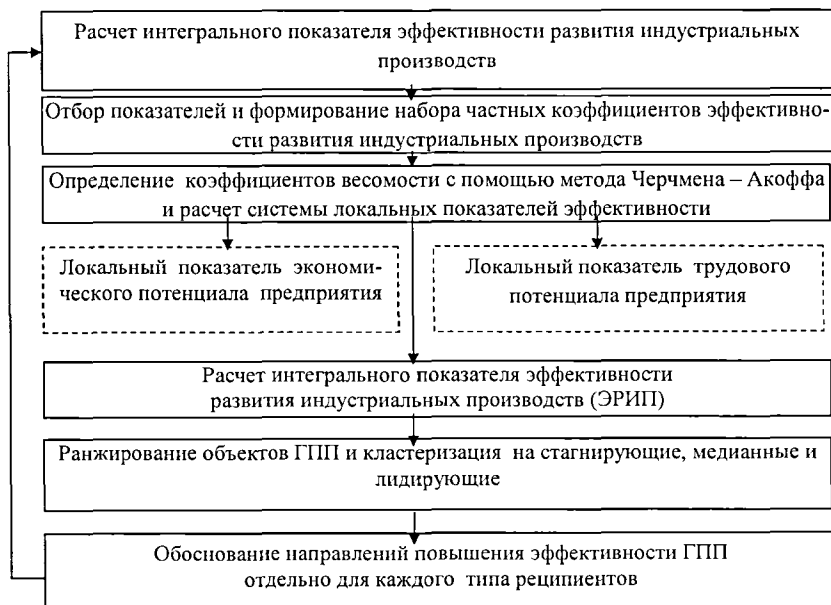 Расчет интегрального показателя эффективности развития индустриальных
производств
Отбор показателей и формирование набора частных коэффициентов эффективно-
сти развития индустриальных производств
Определение коэффициентов весомости с помощью метода Черчмена – Акоффа
и расчет системы локальных показателей эффективности
Локальный показатель экономи-
ческого потенциала предприятия
Локальный показатель трудового
потенциала предприятия
Расчет интегрального показателя эффективности
развития индустриальных производств (ЭРИП)
Ранжирование объектов ГПП и кластеризация на стагнирующие, медианные и
лидирующие
Обоснование направлений повышения эффективности ГПП
отдельно для каждого типа реципиентов